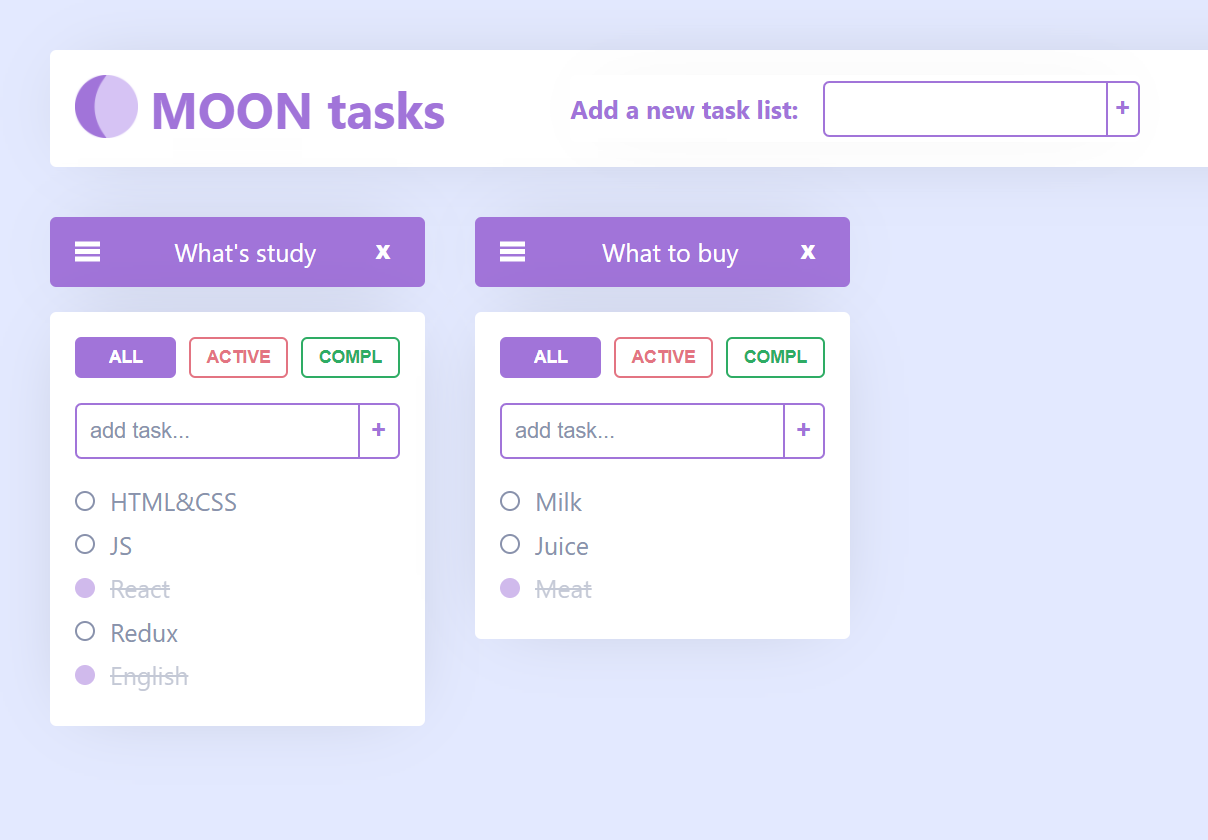 MOON tasks
Add a new task list:
+
What's study
x
What to buy
x
ALL
ACTIVE
COMPL
add task...
+
HTML&CSS
JS
React
Redux
English
ALL
ACTIVE
COMPL
add task...
+
Milk
Juice
Meat